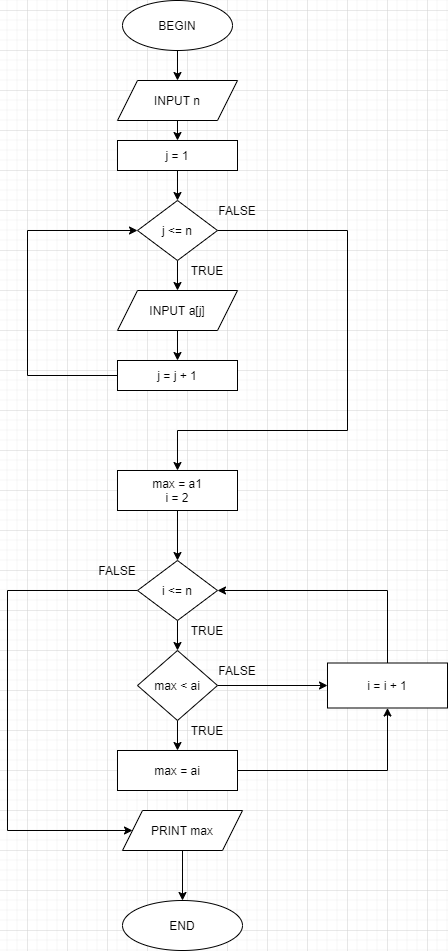 BEGIN
INPUT n
j = 1
j <= n
FALSE
TRUE
INPUT a[j]
j = j + 1
max = a1
i = 2
FALSE
i <= n
TRUE
max < ai
FALSE
i = i + 1
TRUE
max = ai
PRINT max
END